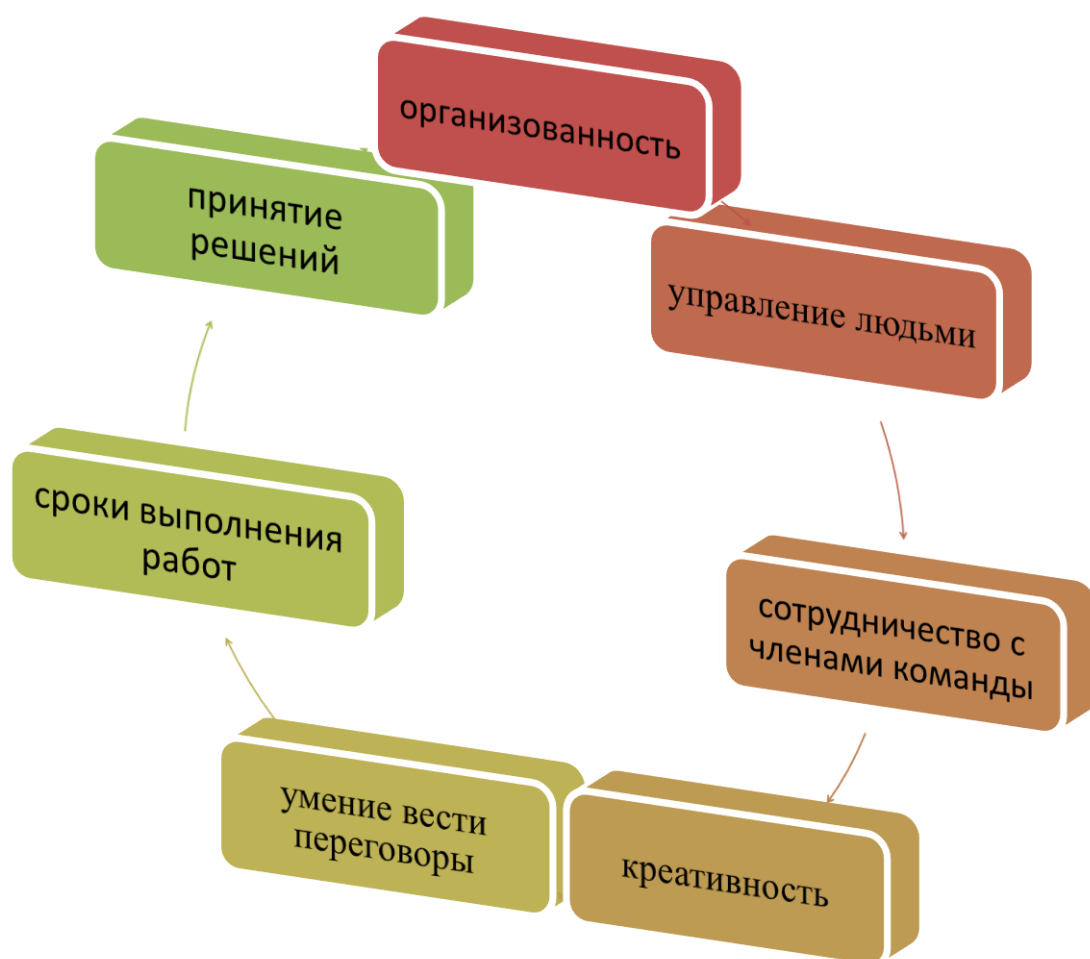 организованность
управление людьми
сотрудничество с
членами команды
креативность
умение вести
переговоры
сроки выполнения
работ
принятие
решений